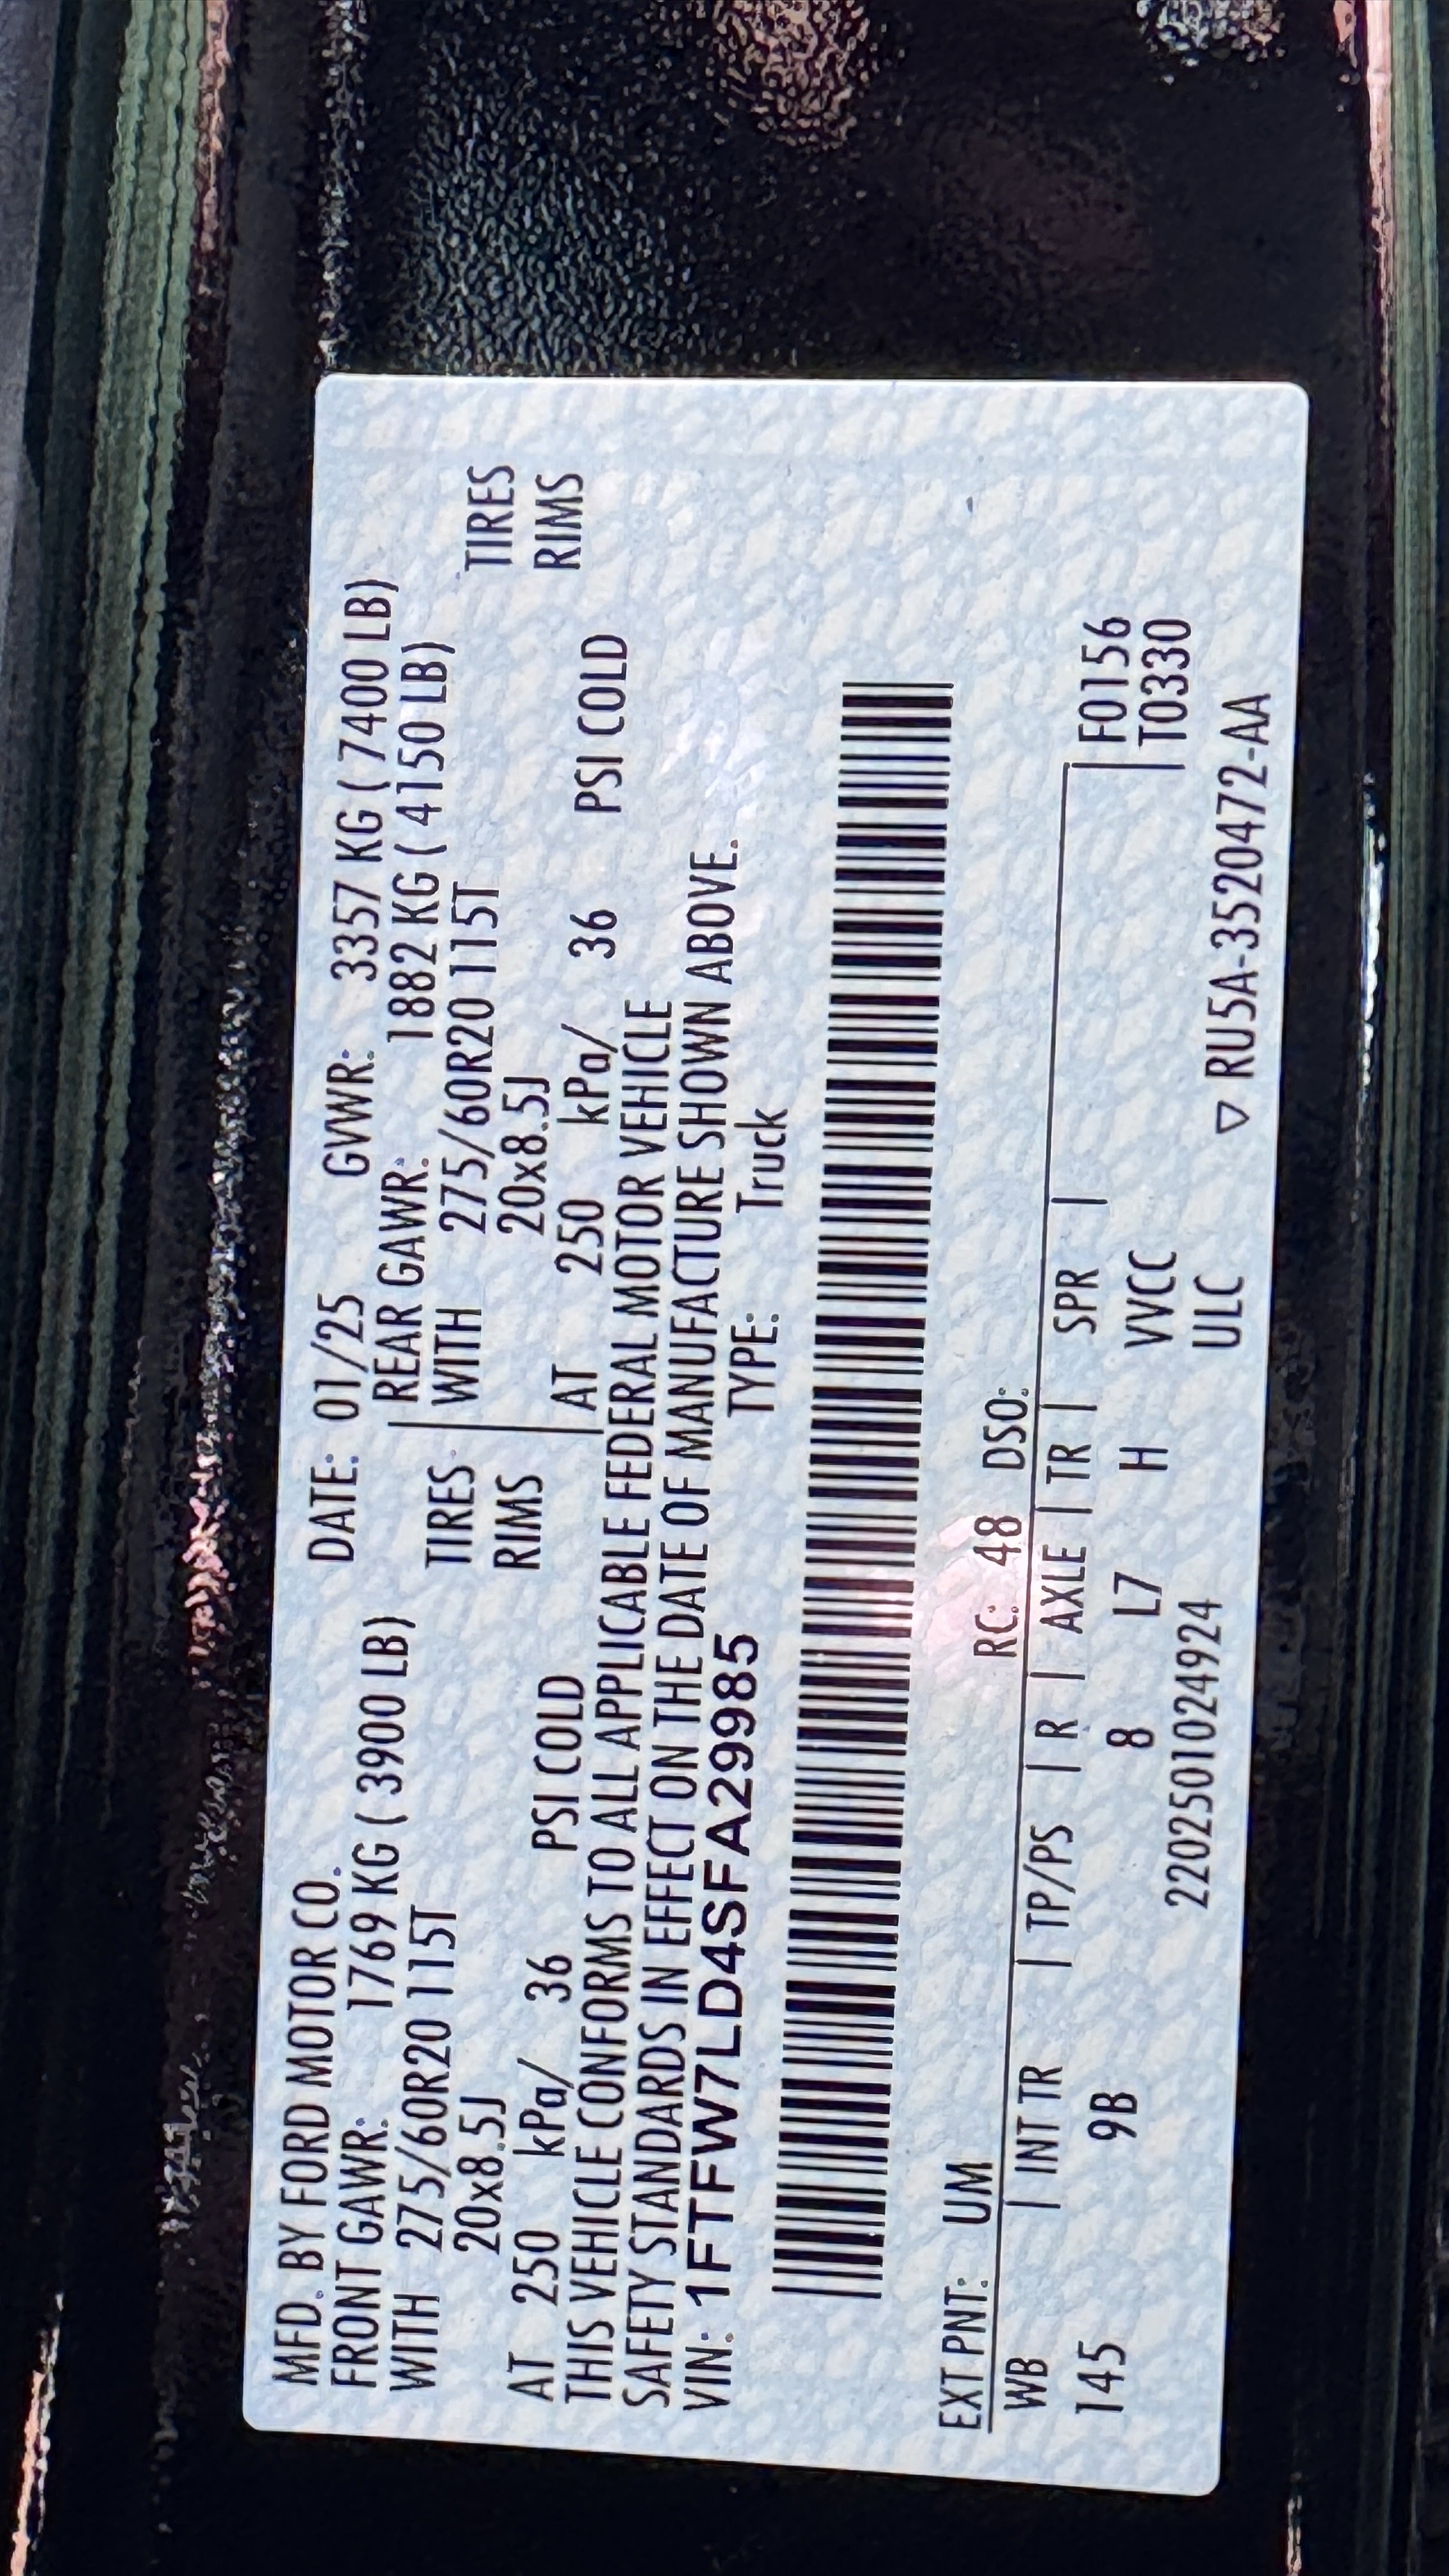 MFD. BY FORD MOTOR CO. DATE: 01/25 GVWR: 3357 KG ( 7400 LB)
FRONT GAWR: 1769 KG ( 3900 LB) REAR GAWR: 1882 KG ( 4150 LB)
WITH 275/60R20 115T TIRES WITH 275/60R20 115T TIRES
20x8.5J RIMS 20x8.5J RIMS
AT 250 kPa/ 36 PSI COLD AT 250 kPa/ 36 PSI COLD
THIS VEHICLE CONFORMS TO ALL APPLICABLE FEDERAL MOTOR VEHICLE
SAFETY STANDARDS IN EFFECT ON THE DATE OF MANUFACTURE SHOWN ABOVE.
VIN: 1FTFW7LD4SFA29985 TYPE: Truck
EXT PNT: UM RC: 48 DSO:
WB | INT TR | TP/PS | R | AXLE | TR | SPR | F0156
145 9B 8 L7 H VVCC T0330
2202501024924 ULC ▽ RU5A-3520472-AA